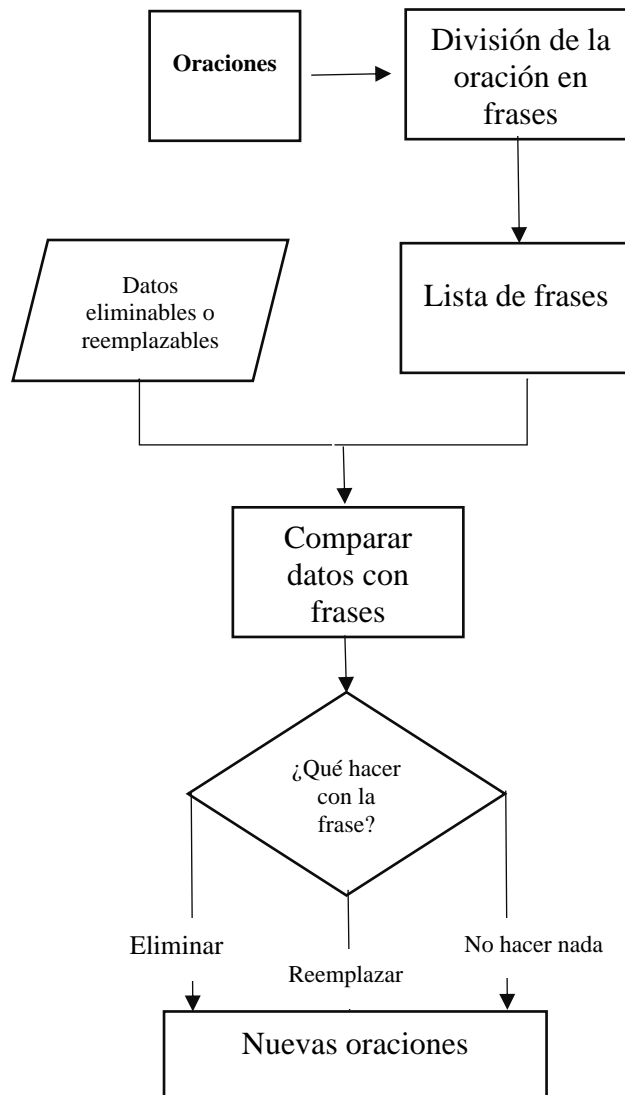 Oraciones
División de la
oración en
frases
Datos
eliminables o
reemplazables
Lista de frases
Comparar
datos con
frases
¿Qué hacer
con la
frase?
Eliminar
Reemplazar
No hacer nada
Nuevas oraciones